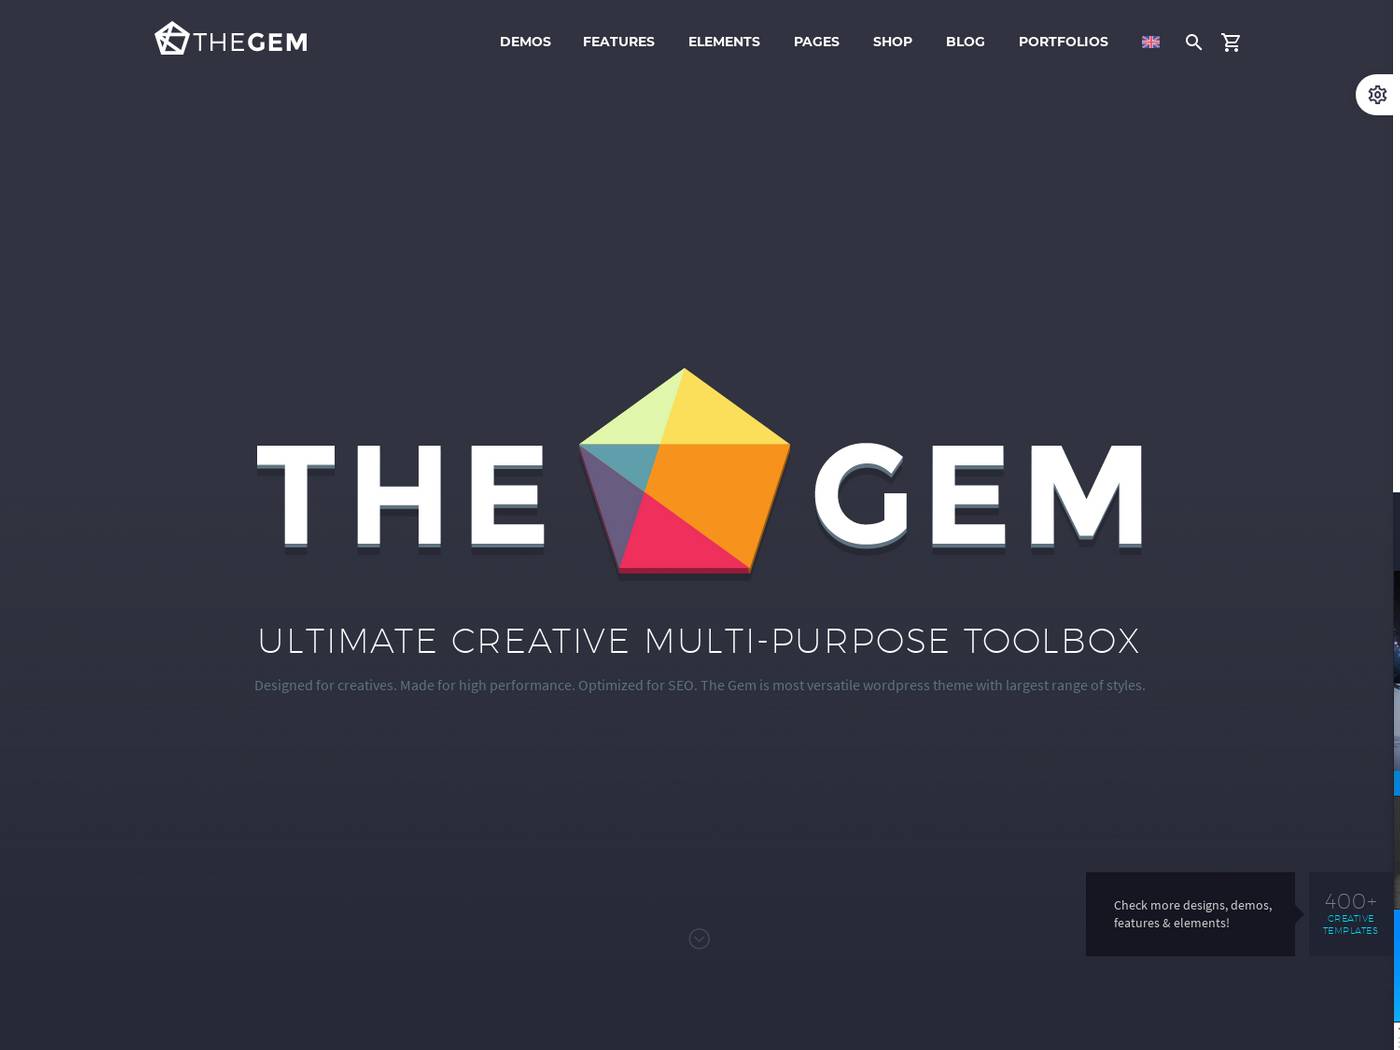 THEGEM
DEMOS
FEATURES
ELEMENTS
PAGES
SHOP
BLOG
PORTFOLIOS
THE GEM
ULTIMATE CREATIVE MULTI-PURPOSE TOOLBOX
Designed for creatives. Made for high performance. Optimized for SEO. The Gem is most versatile wordpress theme with largest range of styles.
Check more designs, demos,
features & elements!
400+
CREATIVE
TEMPLATES